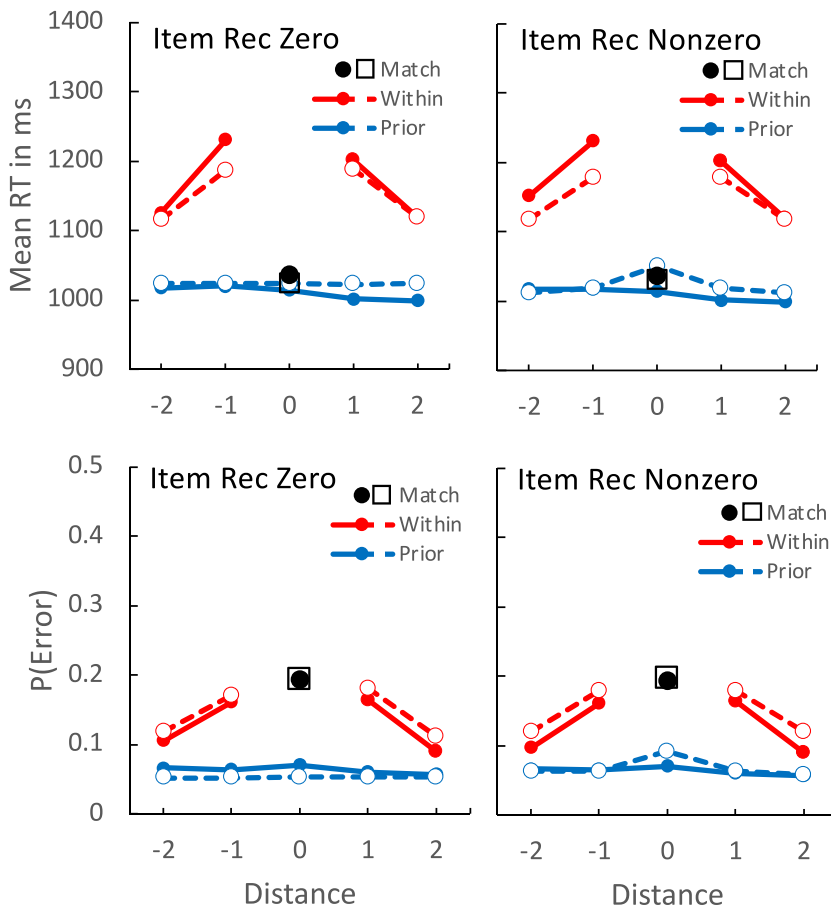 Item Rec Zero
Match
Within
Prior
Mean RT in ms
1400
1300
1200
1100
1000
900
-2 -1 0 1 2
Item Rec Nonzero
Match
Within
Prior
-2 -1 0 1 2
Item Rec Zero
Match
Within
Prior
P(Error)
0.5
0.4
0.3
0.2
0.1
0
-2 -1 0 1 2
Distance
Item Rec Nonzero
Match
Within
Prior
-2 -1 0 1 2
Distance